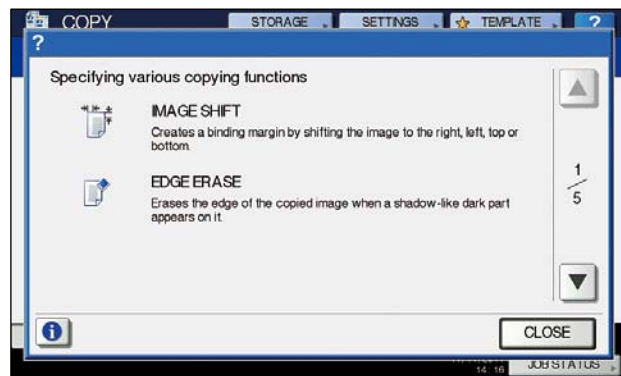 COPY
STORAGE
SETTINGS
TEMPLATE
?
?
Specifying various copying functions
IMAGE SHIFT
Creates a binding margin by shifting the image to the right, left, top or
bottom.
EDGE ERASE
Erases the edge of the copied image when a shadow-like dark part
appears on it.
1
5
i
CLOSE
14:16
JOB STATUS